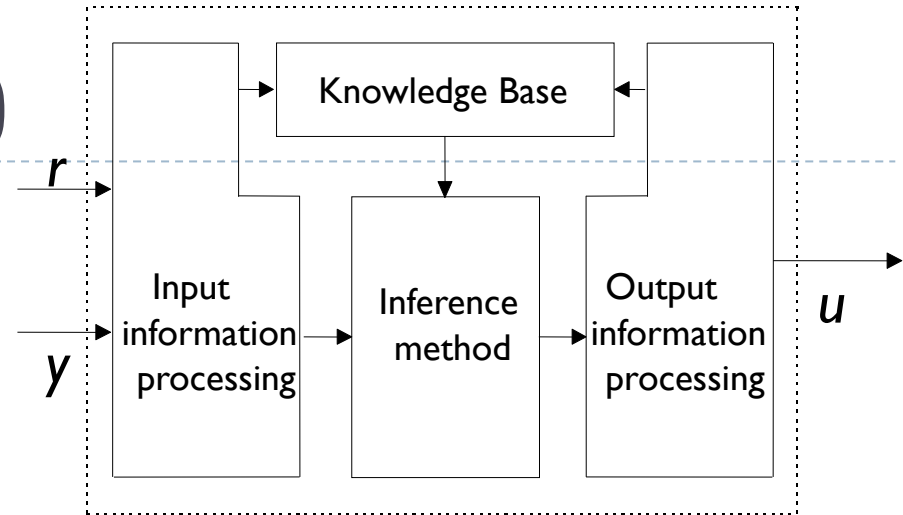 Knowledge Base
r
y
Input
information
processing
Inference
method
Output
information
processing
u